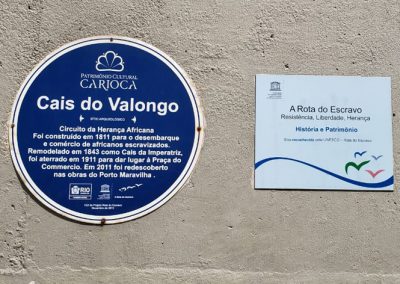 PATRIMÔNIO CULTURAL
CARIOCA
Cais do Valongo
SÍTIO ARQUEOLÓGICO
Circuito da Herança Africana
Foi construído em 1811 para o desembarque
e comércio de africanos escravizados.
Remodelado em 1843 como Cais da Imperatriz,
foi aterrado em 1911 para dar lugar à Praça do
Commercio. Em 2011 foi redescoberto
nas obras do Porto Maravilha.
RIO
A Rota do Escravo
Resistência, Liberdade, Herança
História e Patrimônio